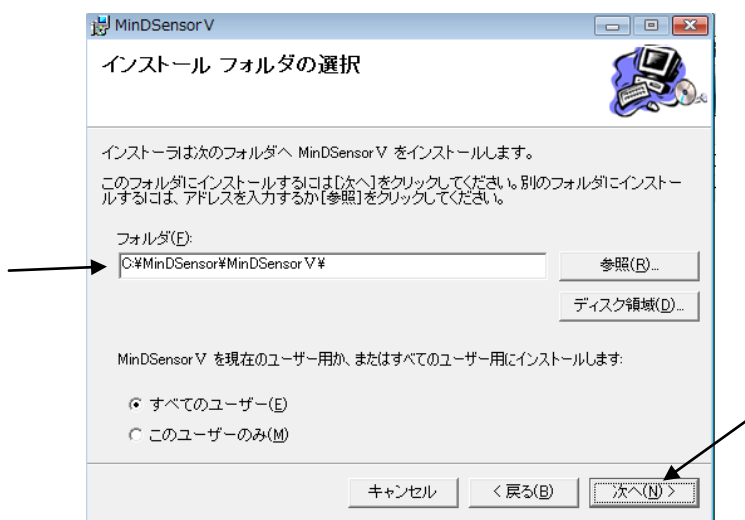 MinDSensorⅤ
インストール フォルダの選択
インストーラは次のフォルダへ MinDSensorⅤ をインストールします。
このフォルダにインストールするには[次へ]をクリックしてください。別のフォルダにインストー
ルするには、アドレスを入力するか[参照]をクリックしてください。
フォルダ(F):
C:¥MinDSensor¥MinDSensorⅤ¥
参照(R)...
ディスク領域(D)...
MinDSensorⅤ を現在のユーザー用か、またはすべてのユーザー用にインストールします:
すべてのユーザー(E)
このユーザーのみ(M)
キャンセル
< 戻る(B)
次へ(N) >